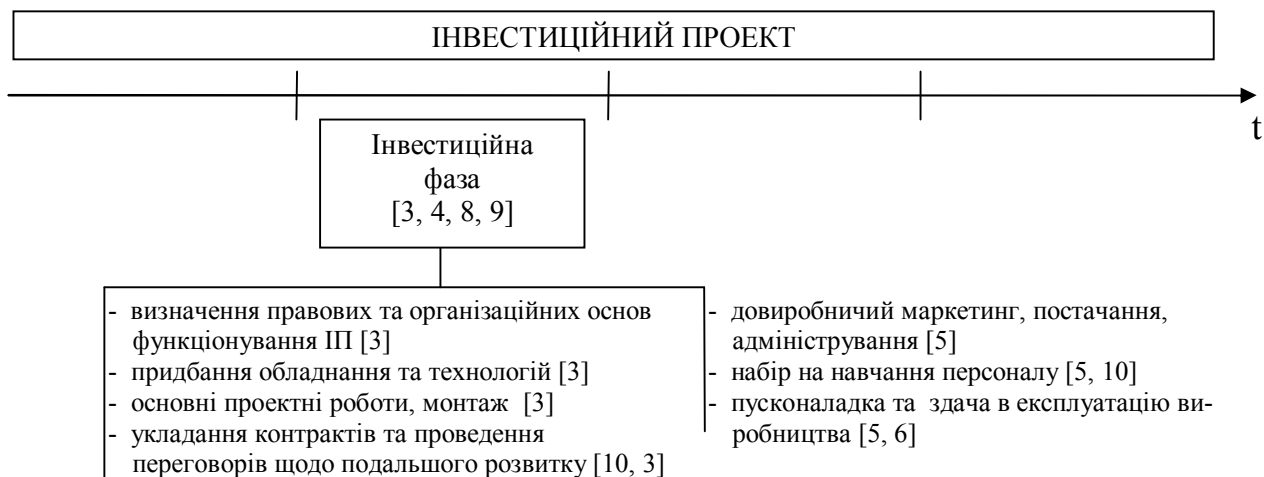 ІНВЕСТИЦІЙНИЙ ПРОЕКТ
t
Інвестиційна
фаза
[3, 4, 8, 9]
- визначення правових та організаційних основ
функціонування ІП [3]
- придбання обладнання та технологій [3]
- основні проектні роботи, монтаж [3]
- укладання контрактів та проведення
переговорів щодо подальшого розвитку [10, 3]
- довиробничий маркетинг, постачання,
адміністрування [5]
- набір на навчання персоналу [5, 10]
- пусконаладка та здача в експлуатацію ви-
робництва [5, 6]